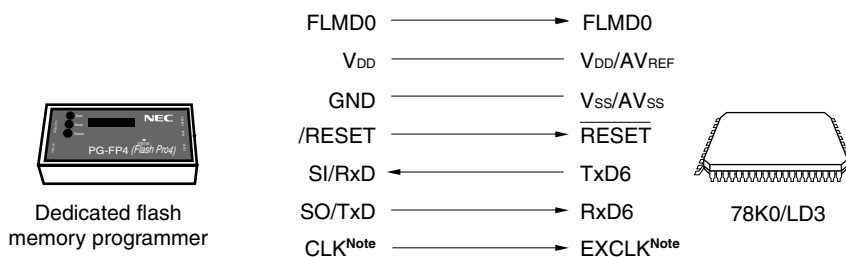 FLMD0 FLMD0
VDD VDD/AVREF
GND VSS/AVSS
/RESET RESET
SI/RxD TxD6
SO/TxD RxD6
CLKNote EXCLKNote
NEC
PG-FP4 (Flash Pro4)
Dedicated flash
memory programmer
78K0/LD3